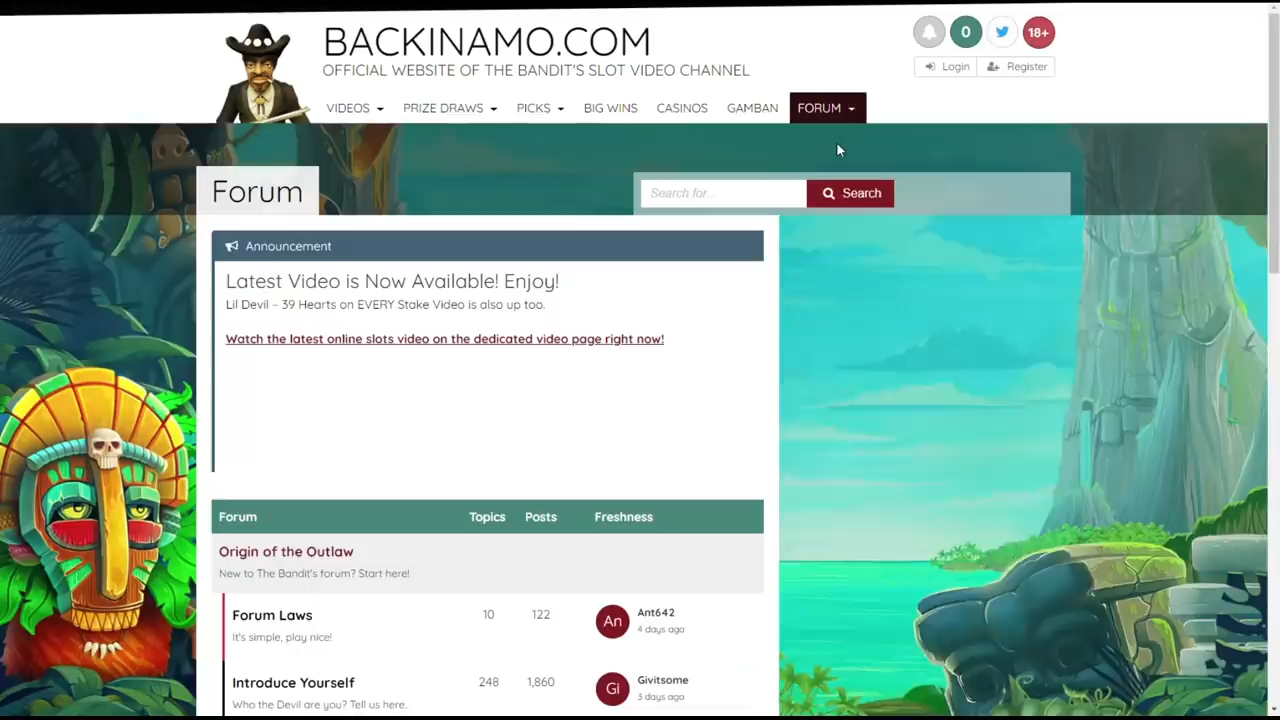 BACKINAMO.COM
OFFICIAL WEBSITE OF THE BANDIT'S SLOT VIDEO CHANNEL
0
18+
Login
Register
VIDEOS
PRIZE DRAWS
PICKS
BIG WINS
CASINOS
GAMBAN
FORUM
Forum
Search for...
Search
Announcement
Latest Video is Now Available! Enjoy!
Lil Devil – 39 Hearts on EVERY Stake Video is also up too.
Watch the latest online slots video on the dedicated video page right now!
Forum Topics Posts Freshness
Origin of the Outlaw
New to The Bandit's forum? Start here!
Forum Laws 10 122 An Ant642
It's simple, play nice! 4 days ago
Introduce Yourself 248 1,860 Gi Givitsome
Who the Devil are you? Tell us here.. 3 days ago